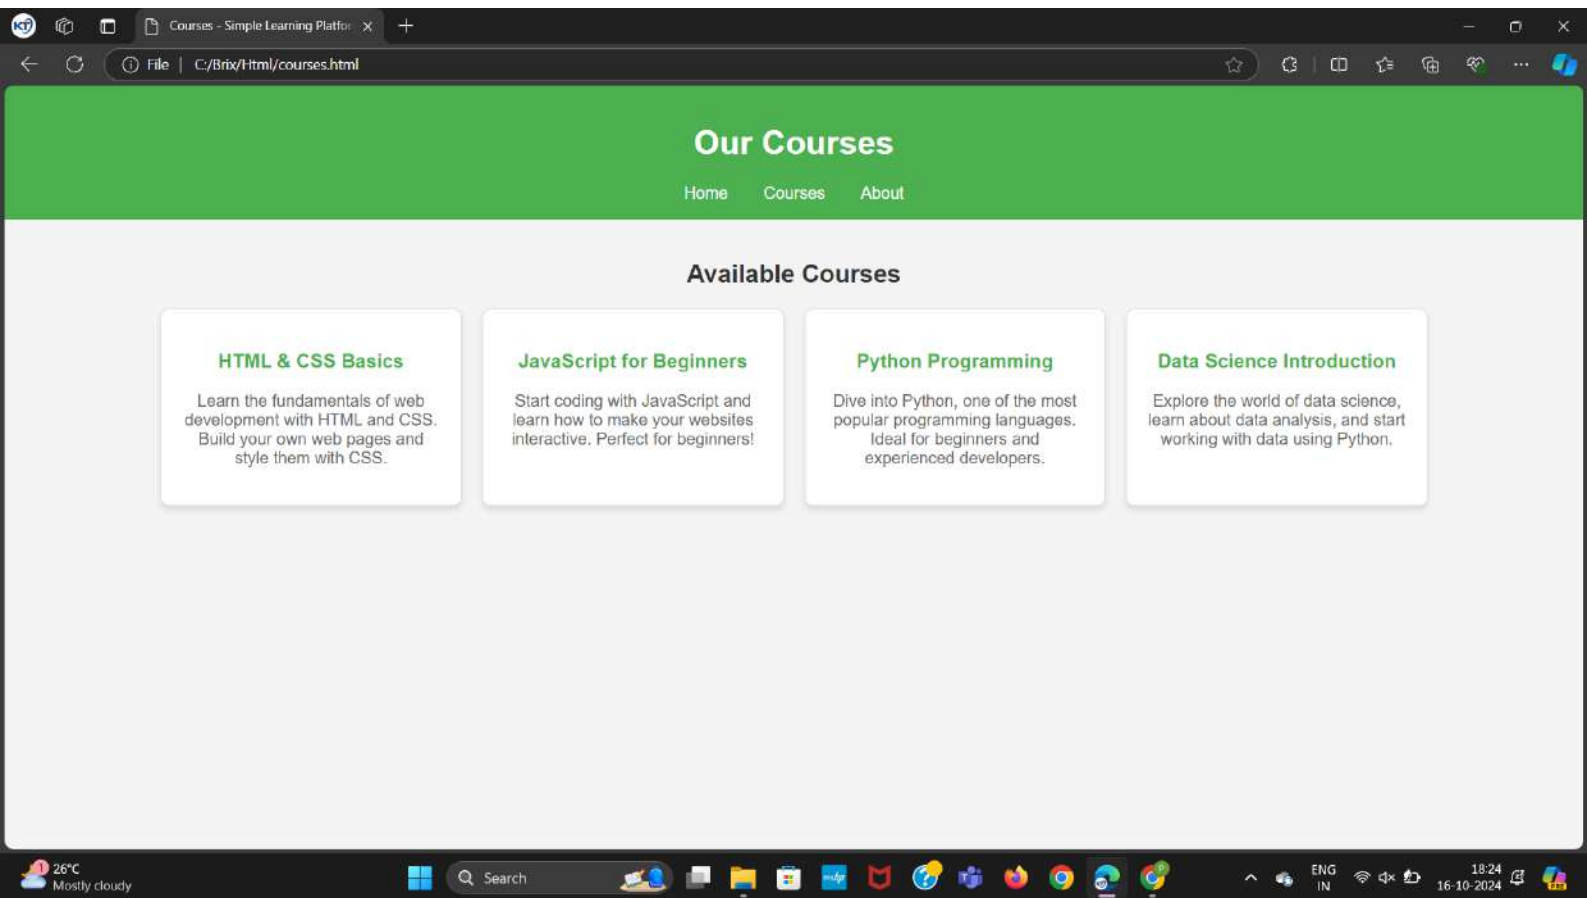 Courses - Simple Learning Platfor
File | C:/Brix/Html/courses.html
Our Courses
Home Courses About
Available Courses
HTML & CSS Basics
Learn the fundamentals of web
development with HTML and CSS.
Build your own web pages and
style them with CSS.
JavaScript for Beginners
Start coding with JavaScript and
learn how to make your websites
interactive. Perfect for beginners!
Python Programming
Dive into Python, one of the most
popular programming languages.
Ideal for beginners and
experienced developers.
Data Science Introduction
Explore the world of data science,
learn about data analysis, and start
working with data using Python.
1
26°C
Mostly cloudy
Search
ENG
IN
18:24
16-10-2024